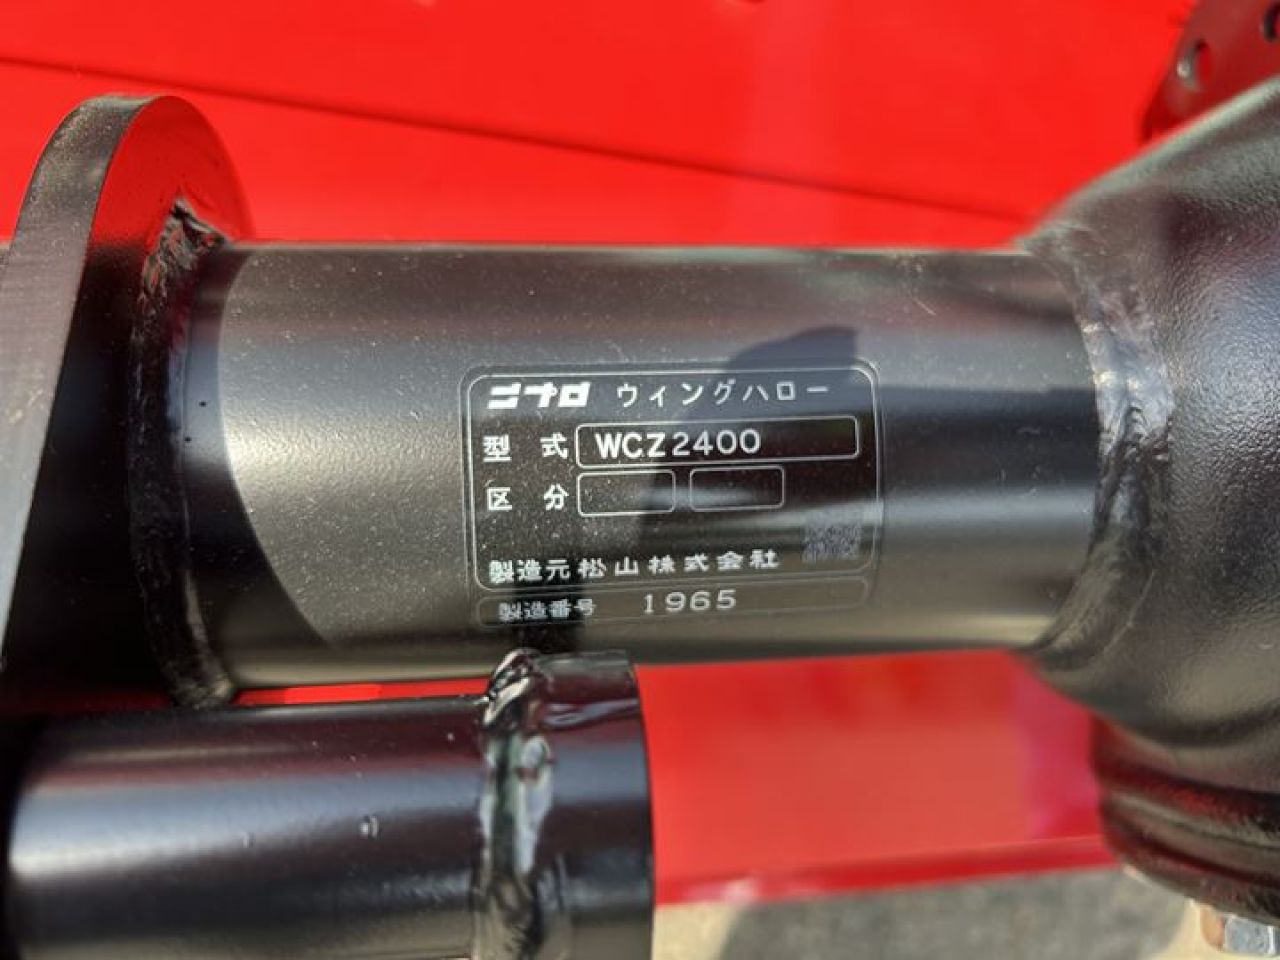 ニプロ ウィングハロー
型式 WCZ2400
区分
製造元 松山株式会社
製造番号 1965